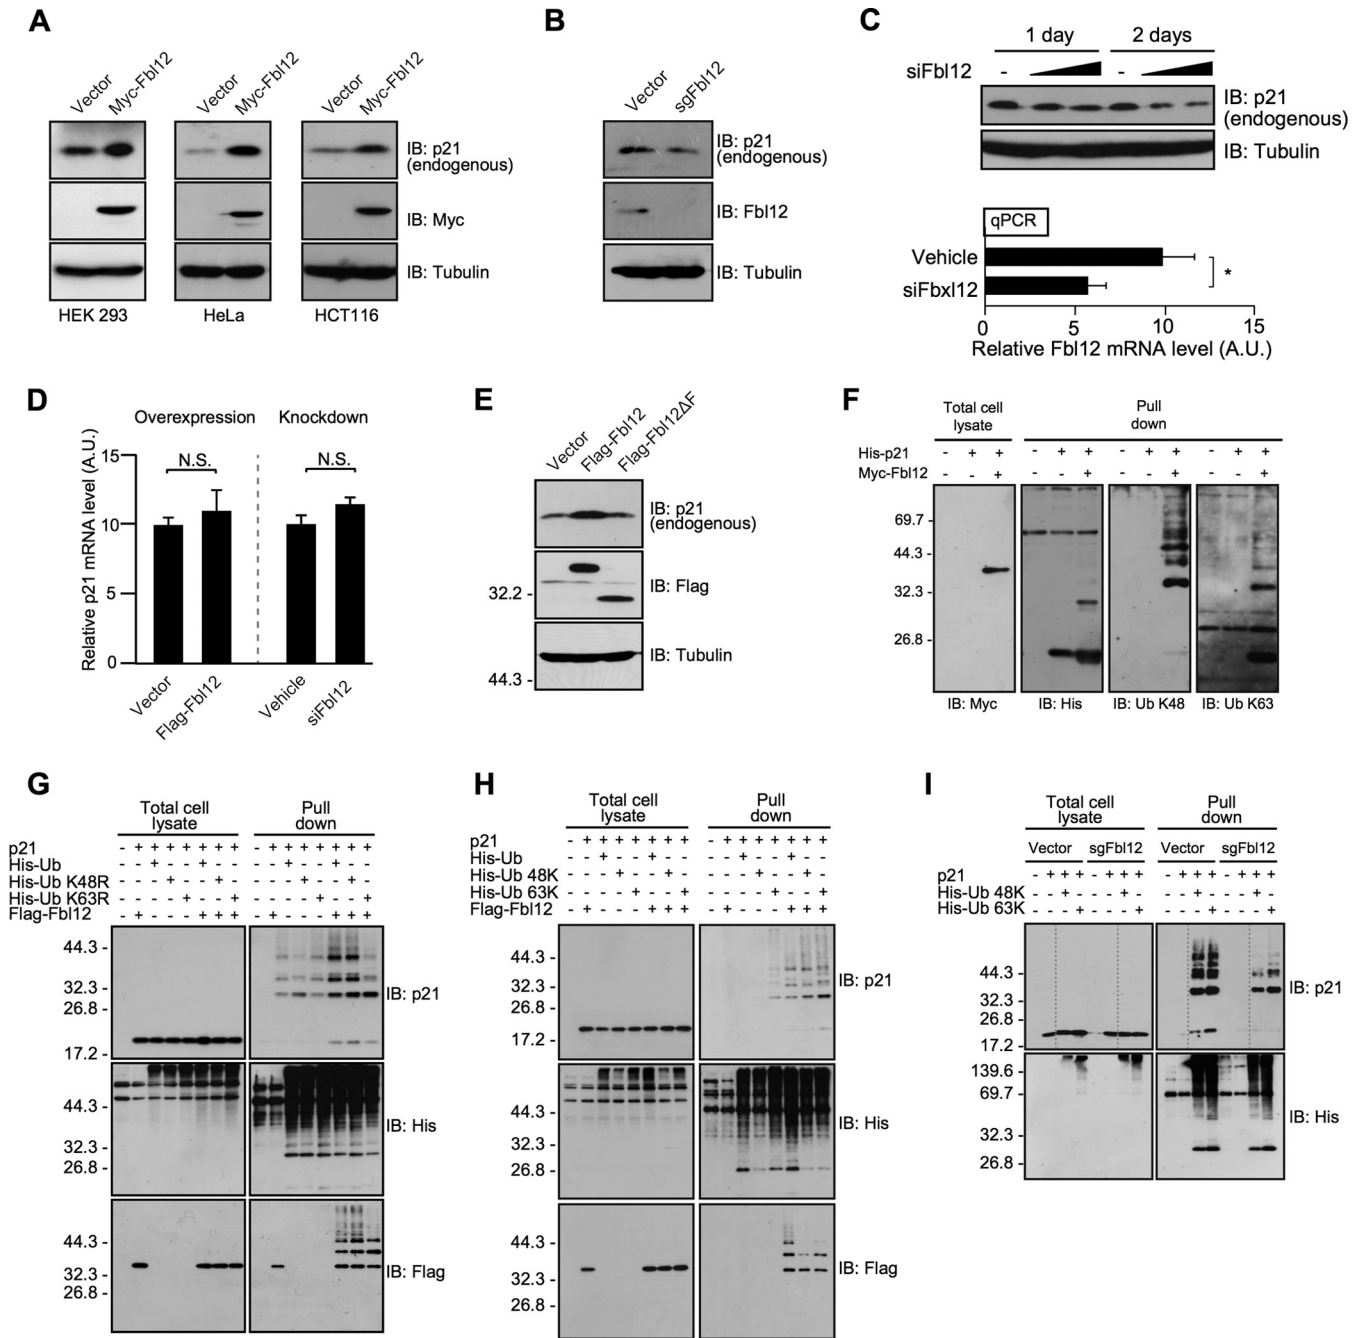 A
Vector
Myc-Fbl12
Vector
Myc-Fbl12
Vector
Myc-Fbl12
IB: p21
(endogenous)
IB: Myc
IB: Tubulin
HEK 293
HeLa
HCT116
B
Vector
sgFbl12
IB: p21
(endogenous)
IB: Fbl12
IB: Tubulin
C
1 day
2 days
siFbl12
-
-
IB: p21
(endogenous)
IB: Tubulin
qPCR
Vehicle
siFbxl12
*
0
5
10
15
Relative Fbl12 mRNA level (A.U.)
D
Overexpression
Knockdown
N.S.
N.S.
15
10
5
0
Relative p21 mRNA level (A.U.)
Vector
Flag-Fbl12
Vehicle
siFbl12
E
Vector
Flag-Fbl12
Flag-Fbl12ΔF
IB: p21
(endogenous)
32.2 -
IB: Flag
IB: Tubulin
44.3 -
F
Total cell
lysate
Pull
down
His-p21 - + + - + + - + + - + +
Myc-Fbl12 - - + - - + - - + - - +
69.7 -
44.3 -
32.3 -
26.8 -
IB: Myc
IB: His
IB: Ub K48
IB: Ub K63
G
Total cell
lysate
Pull
down
p21 - + + + + + + + - + + + + + + +
His-Ub - - + - - + - - - - + - - + - -
His-Ub K48R - - - + - - + - - - - + - - + -
His-Ub K63R - - - - + - - + - - - - + - - +
Flag-Fbl12 - + - - - + + + - + - - - + + +
44.3 -
32.3 -
26.8 -
17.2 -
IB: p21
44.3 -
32.3 -
26.8 -
IB: His
44.3 -
32.3 -
26.8 -
IB: Flag
H
Total cell
lysate
Pull
down
p21 - + + + + + + + - + + + + + + +
His-Ub - - + - - + - - - - + - - + - -
His-Ub 48K - - - + - - + - - - - + - - + -
His-Ub 63K - - - - + - - + - - - - + - - +
Flag-Fbl12 - + - - - + + + - + - - - + + +
44.3 -
32.3 -
26.8 -
17.2 -
IB: p21
44.3 -
32.3 -
26.8 -
IB: His
44.3 -
32.3 -
26.8 -
IB: Flag
I
Total cell
lysate
Pull
down
Vector
sgFbl12
Vector
sgFbl12
p21 - + + + - + + + - + + + - + + +
His-Ub 48K - - + - - - + - - - + - - - + -
His-Ub 63K - - - + - - - + - - - + - - - +
44.3 -
32.3 -
26.8 -
17.2 -
IB: p21
139.6 -
69.7 -
32.3 -
26.8 -
IB: His